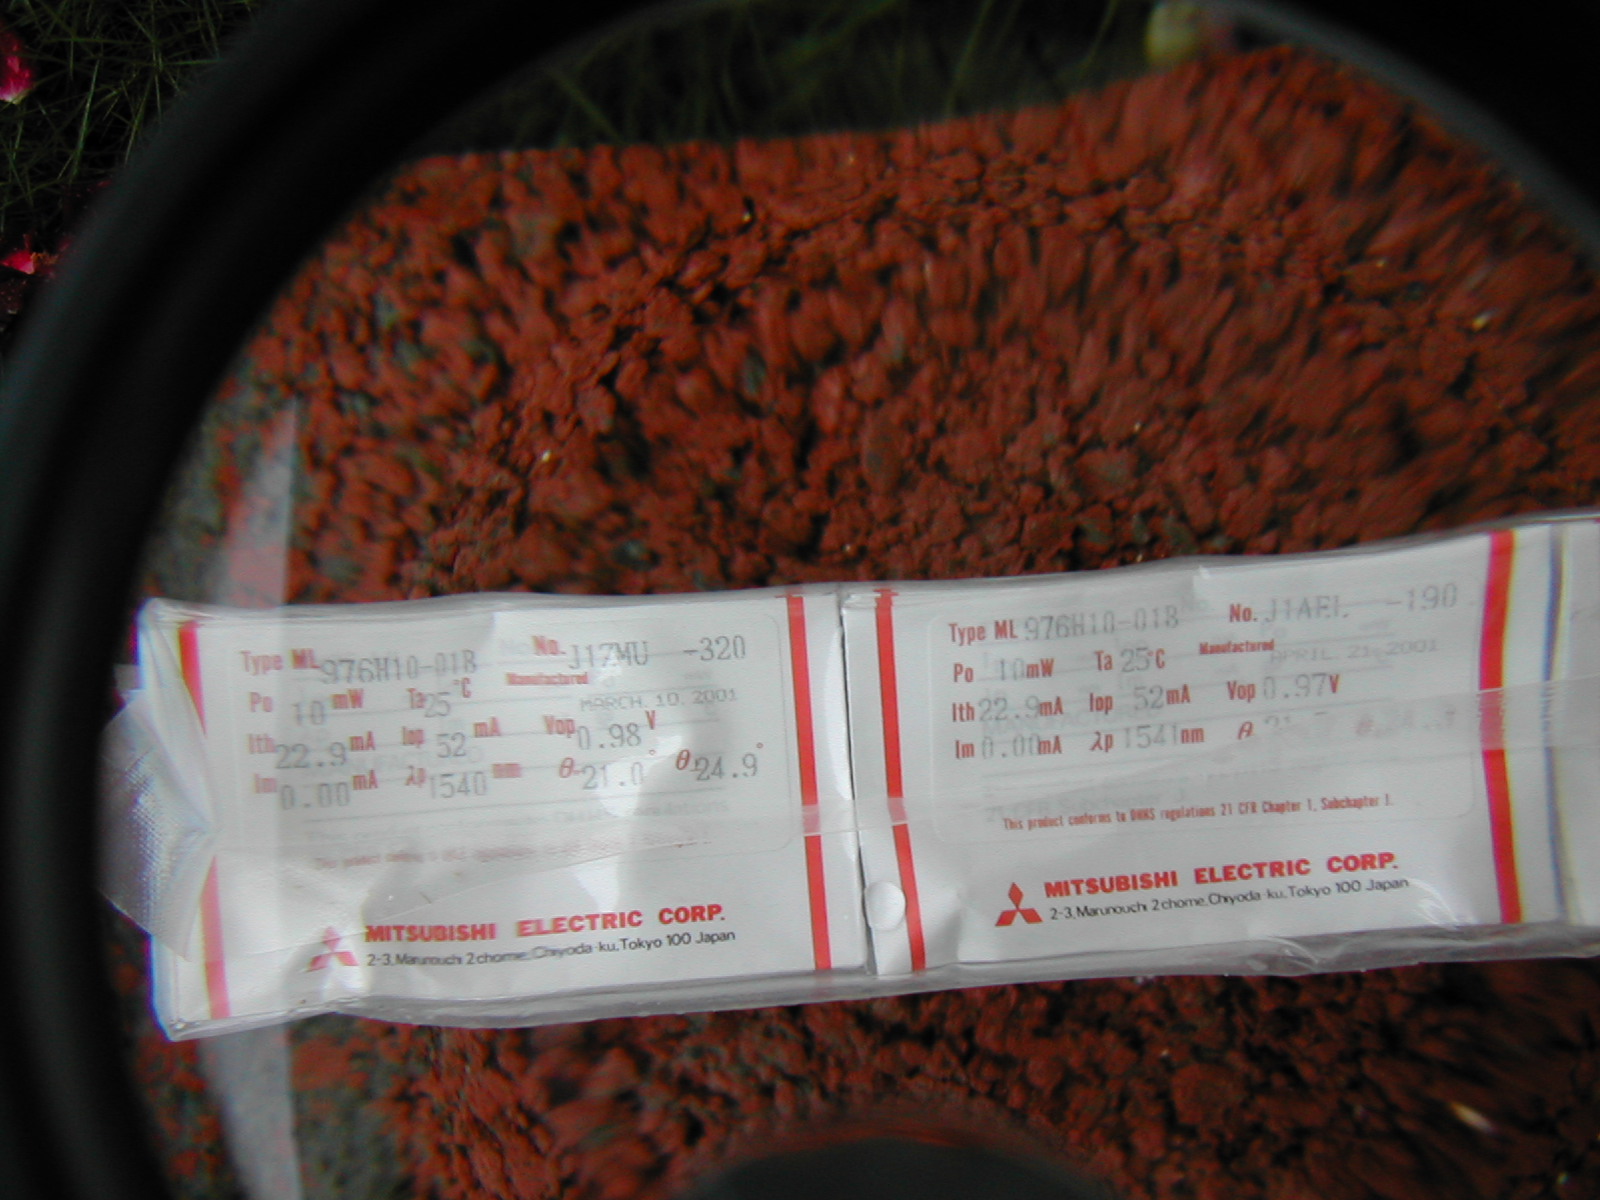 Type ML 976H10-01B No. J17MU -320
Po 10 mW Ta 25°C Manufactured MARCH. 10. 2001
Ith 22.9 mA Iop 52 mA Vop 0.98 V
Im 0.00 mA λp 1540 nm θ 21.0° θ 24.9°
This product
MITSUBISHI ELECTRIC CORP.
2-3, Marunouchi 2chome, Chiyoda-ku, Tokyo 100 Japan
Type ML 976H10-01B No. -190
Po 10mW Ta 25°C Manufactured APRIL 21. 2001
Ith 22.9mA Iop 52mA Vop 0.97V
Im 0.00mA λp 1541nm θ
This product conforms to DHHS regulations 21 CFR Chapter 1, Subchapter J.
MITSUBISHI ELECTRIC CORP.
2-3, Marunouchi 2chome, Chiyoda-ku, Tokyo 100 Japan